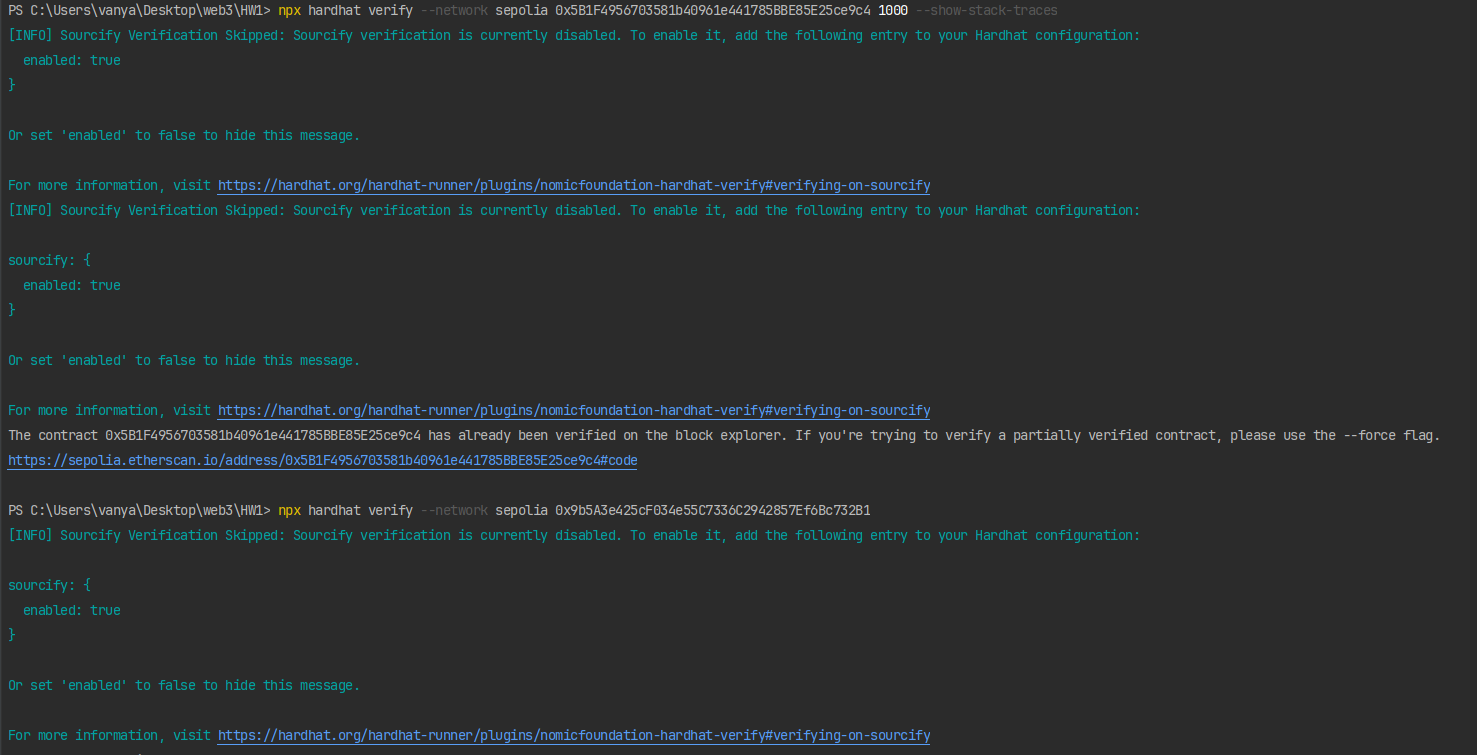 PS C:\Users\vanya\Desktop\web3\HW1> npx hardhat verify --network sepolia 0x5B1F4956703581b40961e441785BBE85E25ce9c4 1000 --show-stack-traces
[INFO] Sourcify Verification Skipped: Sourcify verification is currently disabled. To enable it, add the following entry to your Hardhat configuration:
  enabled: true
}
Or set 'enabled' to false to hide this message.
For more information, visit https://hardhat.org/hardhat-runner/plugins/nomicfoundation-hardhat-verify#verifying-on-sourcify
[INFO] Sourcify Verification Skipped: Sourcify verification is currently disabled. To enable it, add the following entry to your Hardhat configuration:
sourcify: {
  enabled: true
}
Or set 'enabled' to false to hide this message.
For more information, visit https://hardhat.org/hardhat-runner/plugins/nomicfoundation-hardhat-verify#verifying-on-sourcify
The contract 0x5B1F4956703581b40961e441785BBE85E25ce9c4 has already been verified on the block explorer. If you're trying to verify a partially verified contract, please use the --force flag.
https://sepolia.etherscan.io/address/0x5B1F4956703581b40961e441785BBE85E25ce9c4#code
PS C:\Users\vanya\Desktop\web3\HW1> npx hardhat verify --network sepolia 0x9b5A3e425cF034e55C7336C2942857Ef6Bc732B1
[INFO] Sourcify Verification Skipped: Sourcify verification is currently disabled. To enable it, add the following entry to your Hardhat configuration:
sourcify: {
  enabled: true
}
Or set 'enabled' to false to hide this message.
For more information, visit https://hardhat.org/hardhat-runner/plugins/nomicfoundation-hardhat-verify#verifying-on-sourcify